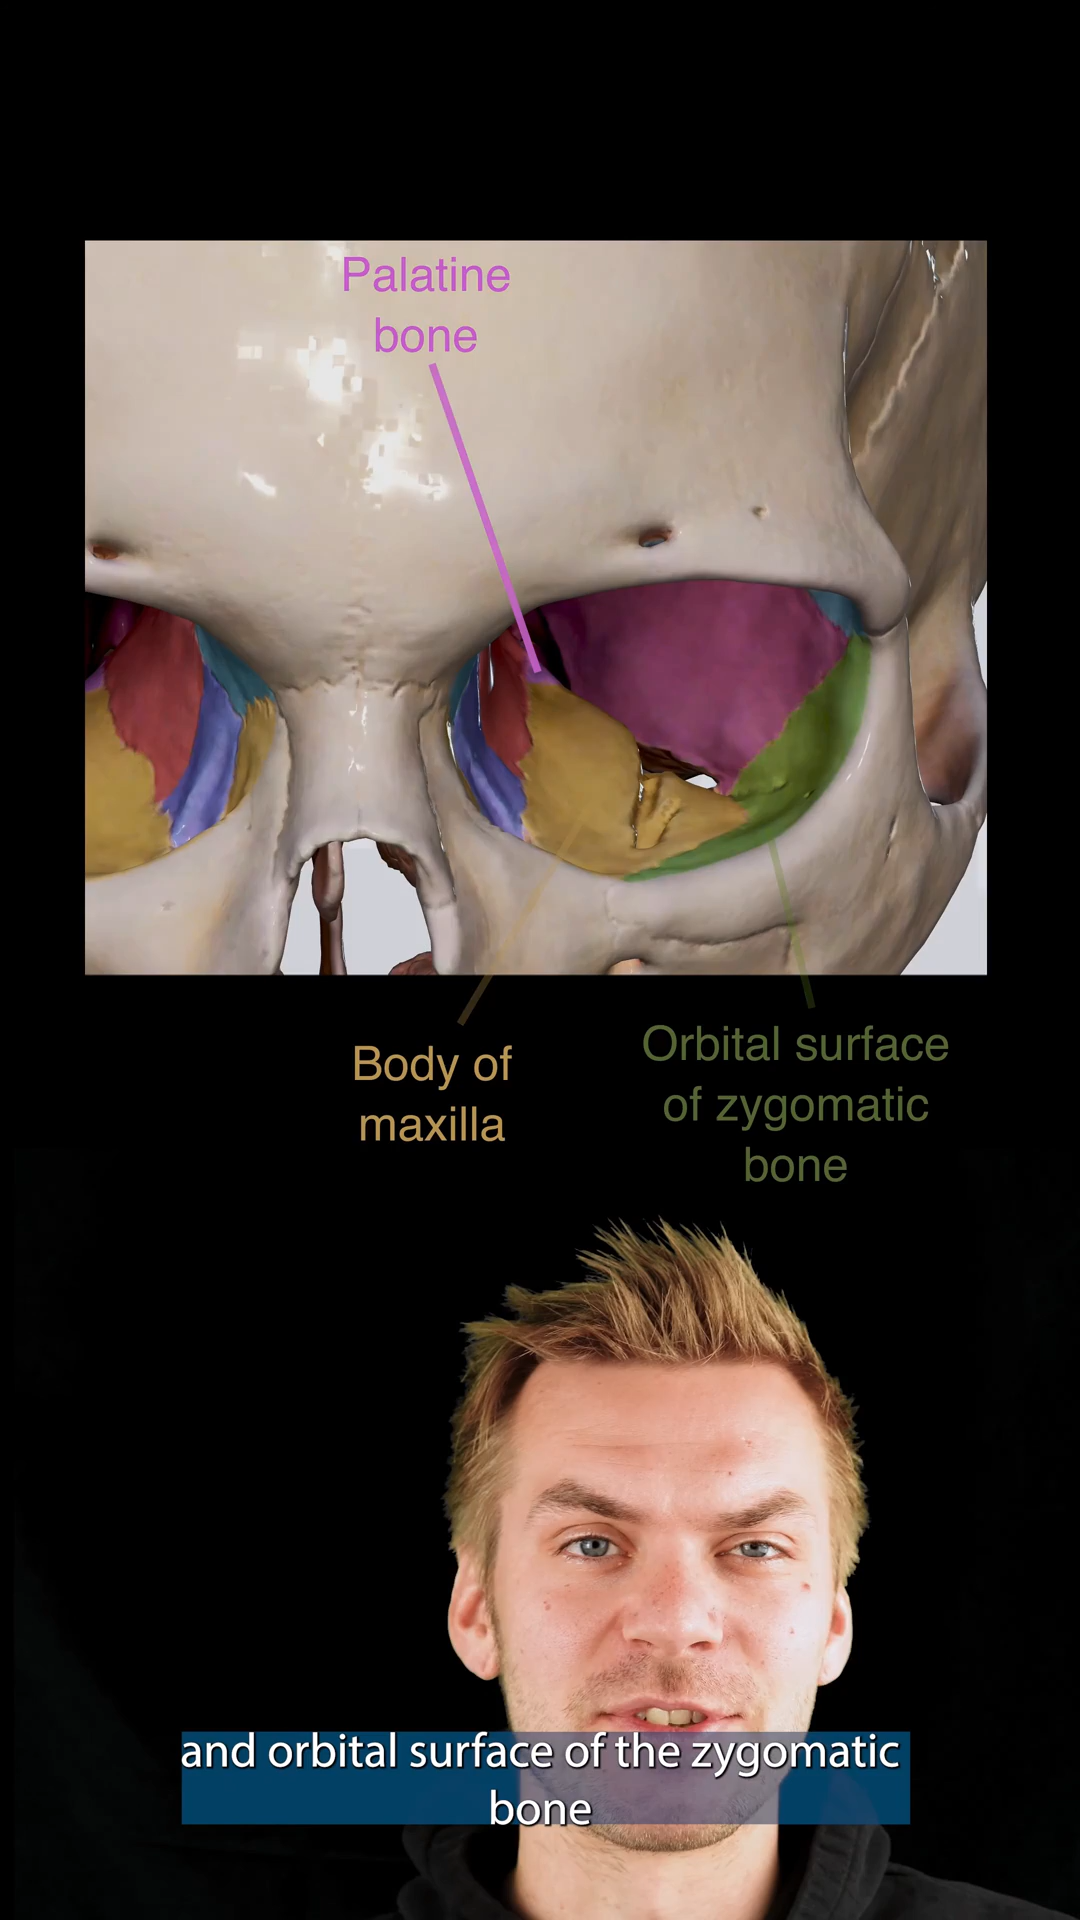 Palatine
bone
Body of
maxilla
Orbital surface
of zygomatic
bone
and orbital surface of the zygomatic
bone